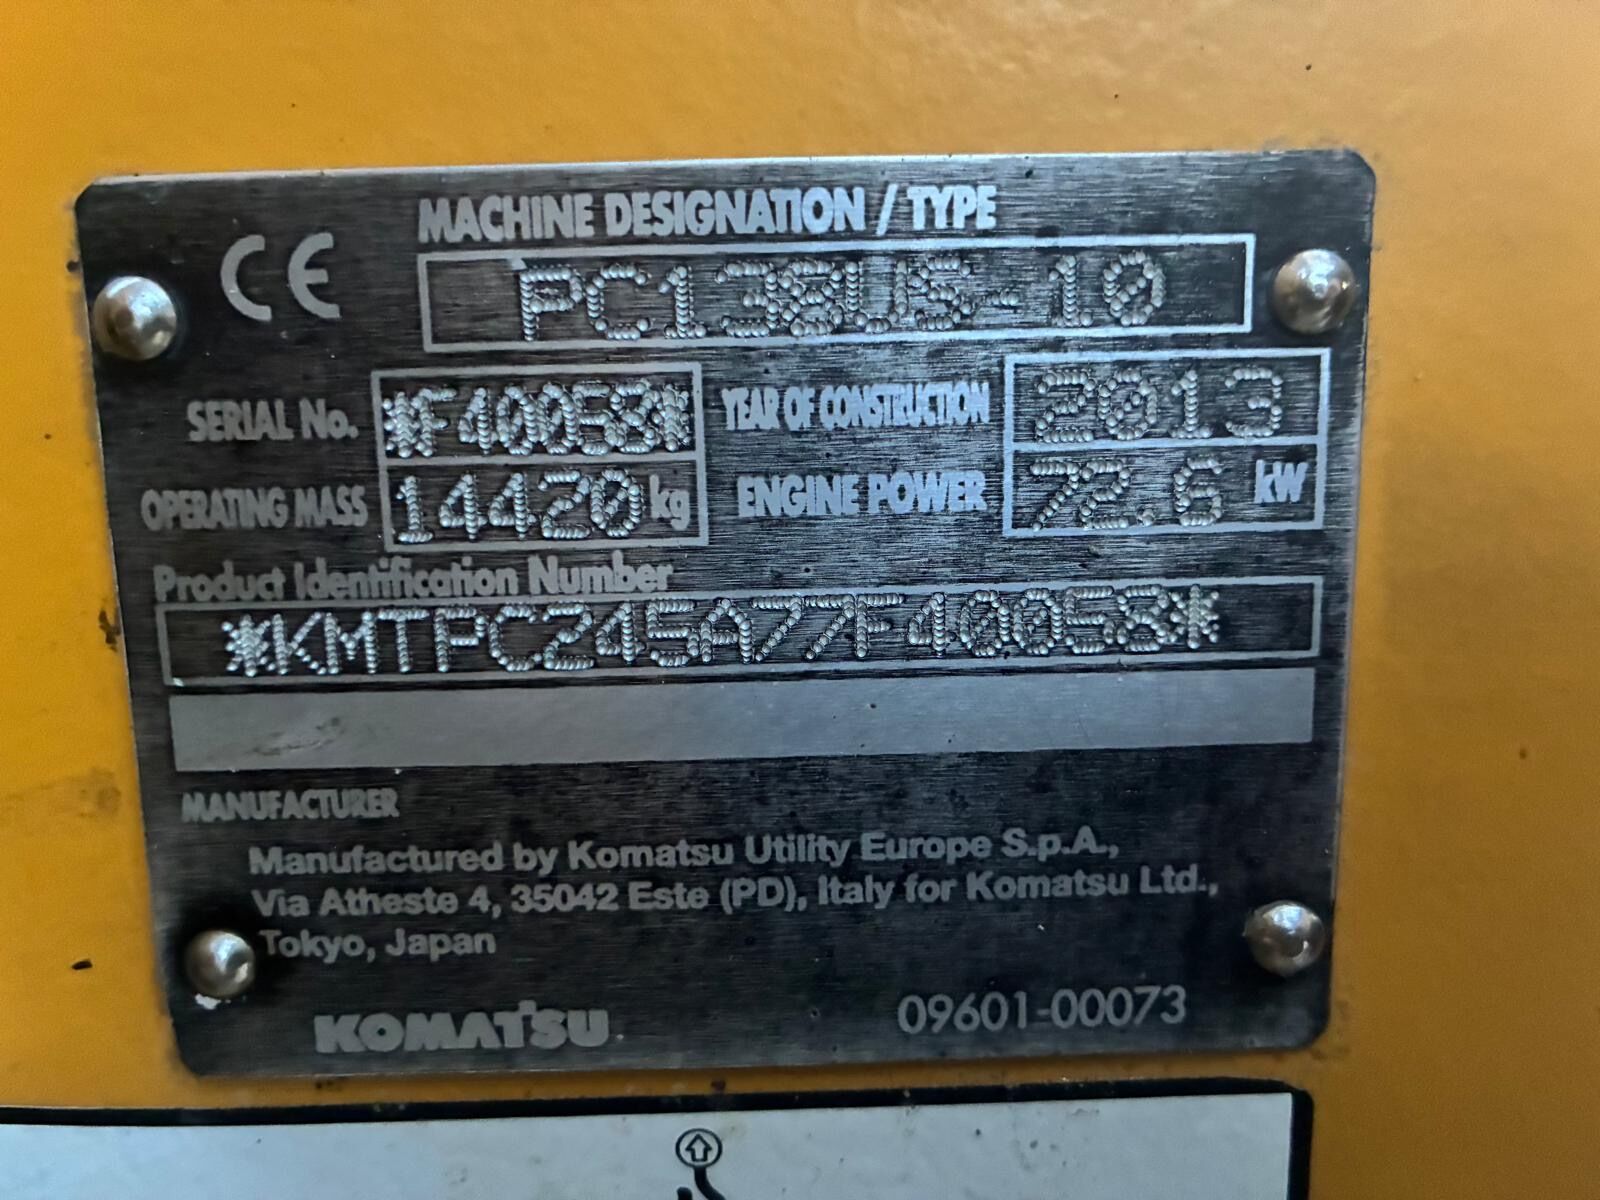 CE
MACHINE DESIGNATION / TYPE
PC138US-10
SERIAL No. *F40058* YEAR OF CONSTRUCTION 2013
OPERATING MASS 14420 kg ENGINE POWER 72.6 kW
Product Identification Number
*KMTPCZ45A77F40058*
MANUFACTURER
Manufactured by Komatsu Utility Europe S.p.A.,
Via Atheste 4, 35042 Este (PD), Italy for Komatsu Ltd.,
Tokyo, Japan
KOMATSU 09601-00073